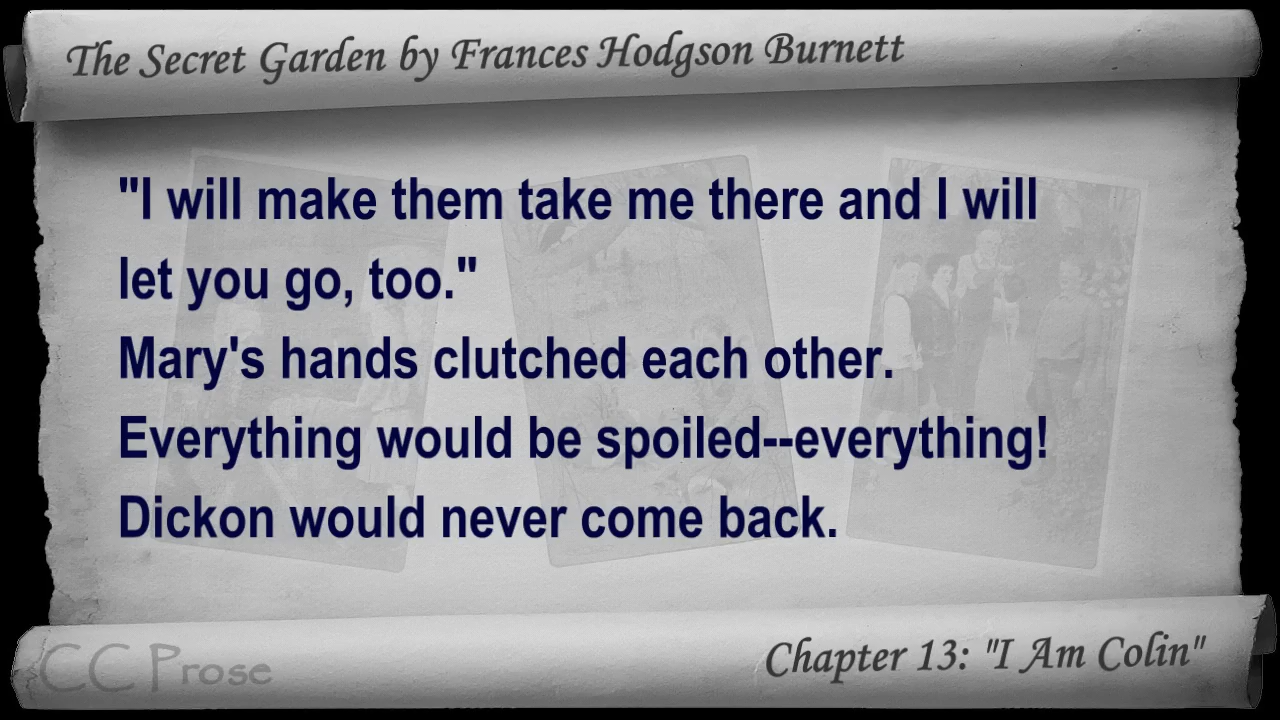 The Secret Garden by Frances Hodgson Burnett
"I will make them take me there and I will
let you go, too."
Mary's hands clutched each other.
Everything would be spoiled--everything!
Dickon would never come back.
CC Prose
Chapter 13: "I Am Colin"